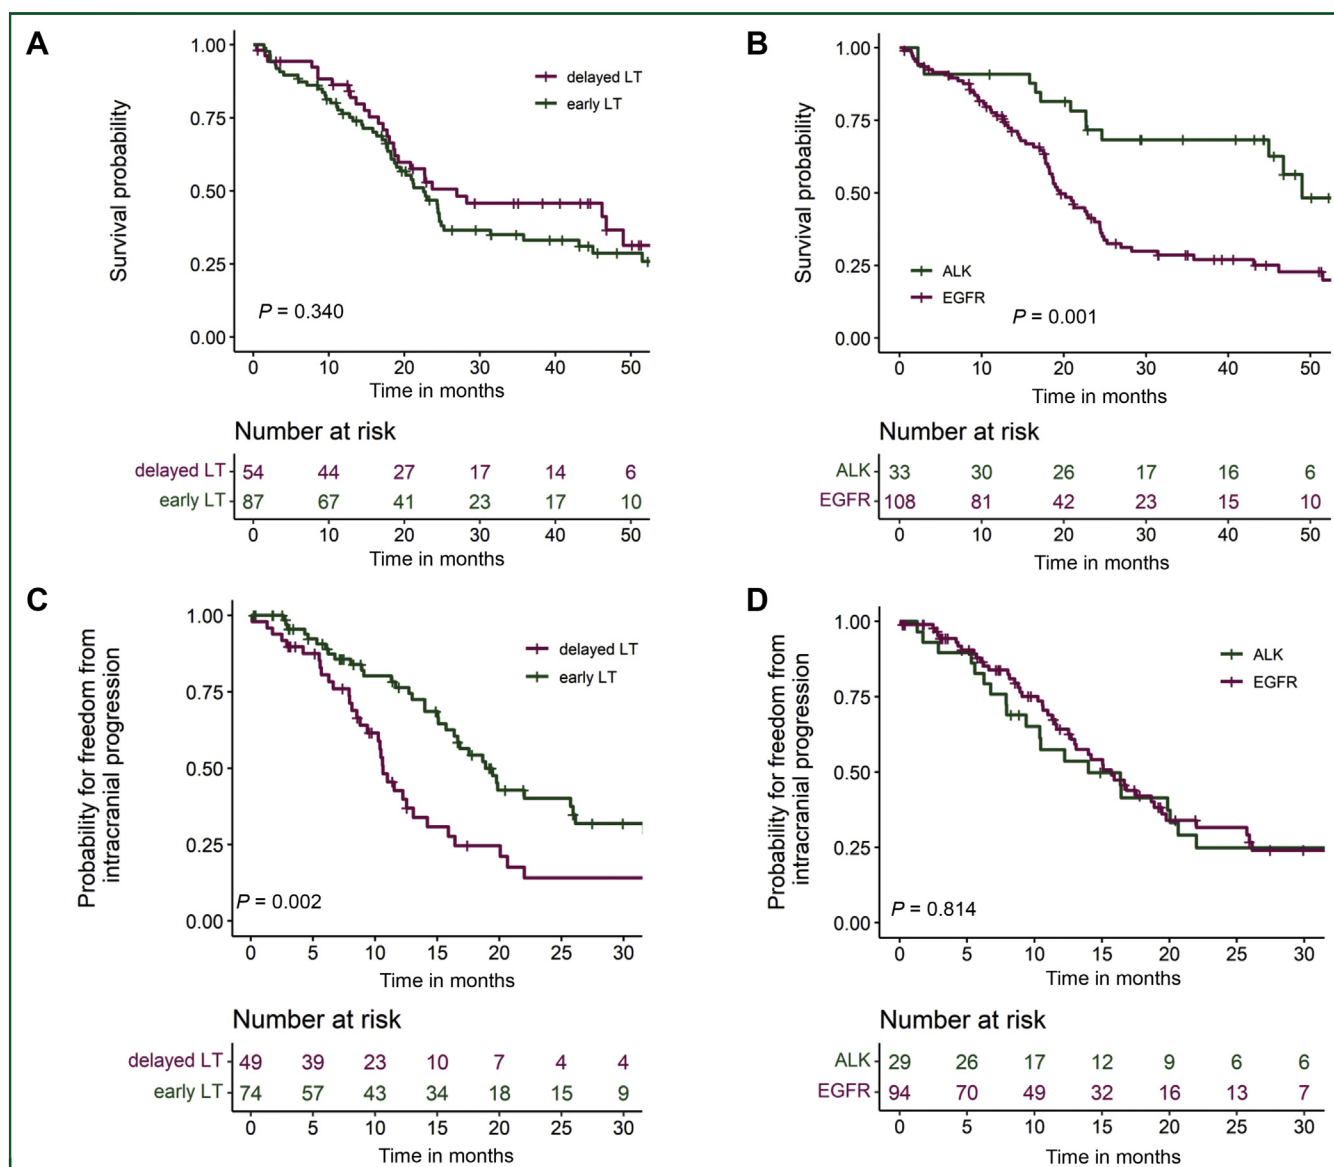 A
1.00
0.75
0.50
0.25
0.00
Survival probability
delayed LT
early LT
P = 0.340
0 10 20 30 40 50
Time in months
Number at risk
delayed LT 54 44 27 17 14 6
early LT 87 67 41 23 17 10
0 10 20 30 40 50
Time in months
B
1.00
0.75
0.50
0.25
0.00
Survival probability
ALK
EGFR
P = 0.001
0 10 20 30 40 50
Time in months
Number at risk
ALK 33 30 26 17 16 6
EGFR 108 81 42 23 15 10
0 10 20 30 40 50
Time in months
C
1.00
0.75
0.50
0.25
0.00
Probability for freedom from
intracranial progression
delayed LT
early LT
P = 0.002
0 5 10 15 20 25 30
Time in months
Number at risk
delayed LT 49 39 23 10 7 4 4
early LT 74 57 43 34 18 15 9
0 5 10 15 20 25 30
Time in months
D
1.00
0.75
0.50
0.25
0.00
Probability for freedom from
intracranial progression
ALK
EGFR
P = 0.814
0 5 10 15 20 25 30
Time in months
Number at risk
ALK 29 26 17 12 9 6 6
EGFR 94 70 49 32 16 13 7
0 5 10 15 20 25 30
Time in months